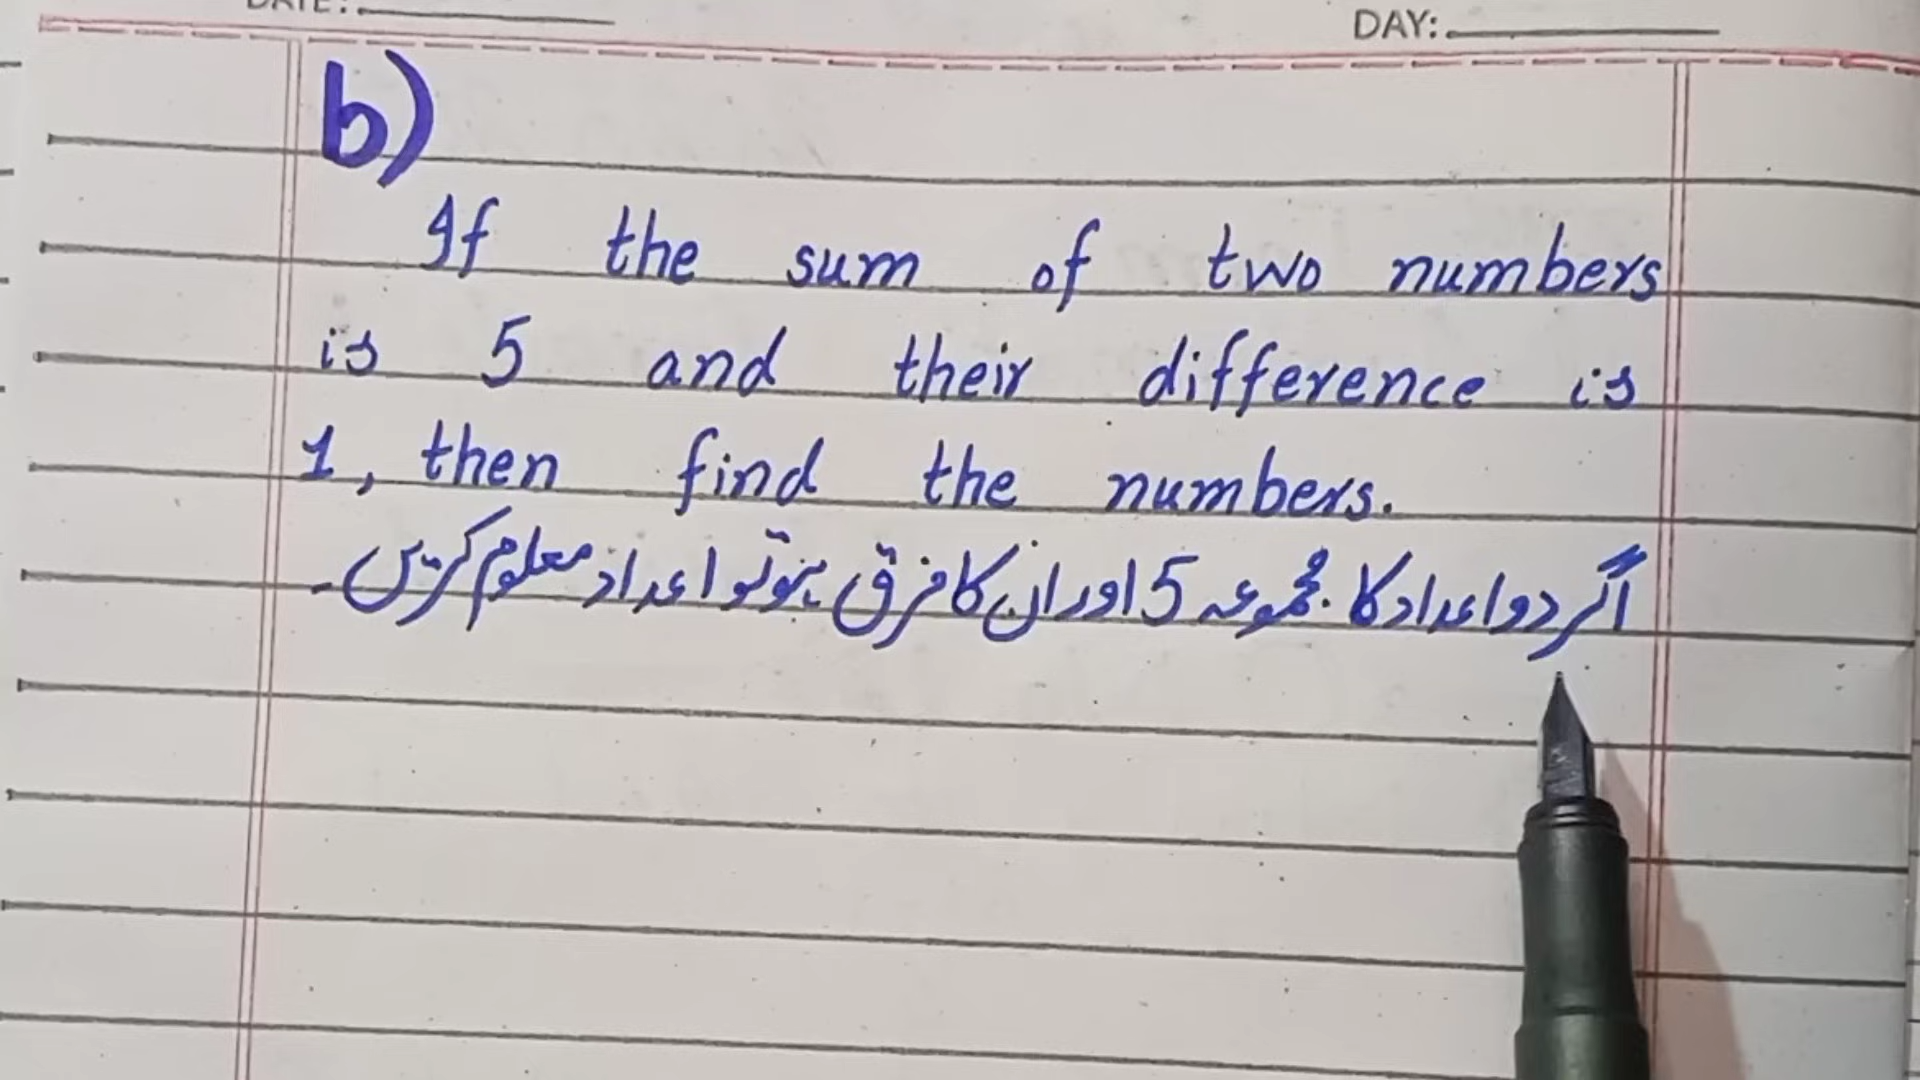 DATE:
DAY:
b)
If the sum of two numbers
is 5 and their difference is
1, then find the numbers.
اگر دو اعداد کا مجموعہ 5 اور ان کا فرق ہو تو اعداد معلوم کریں۔